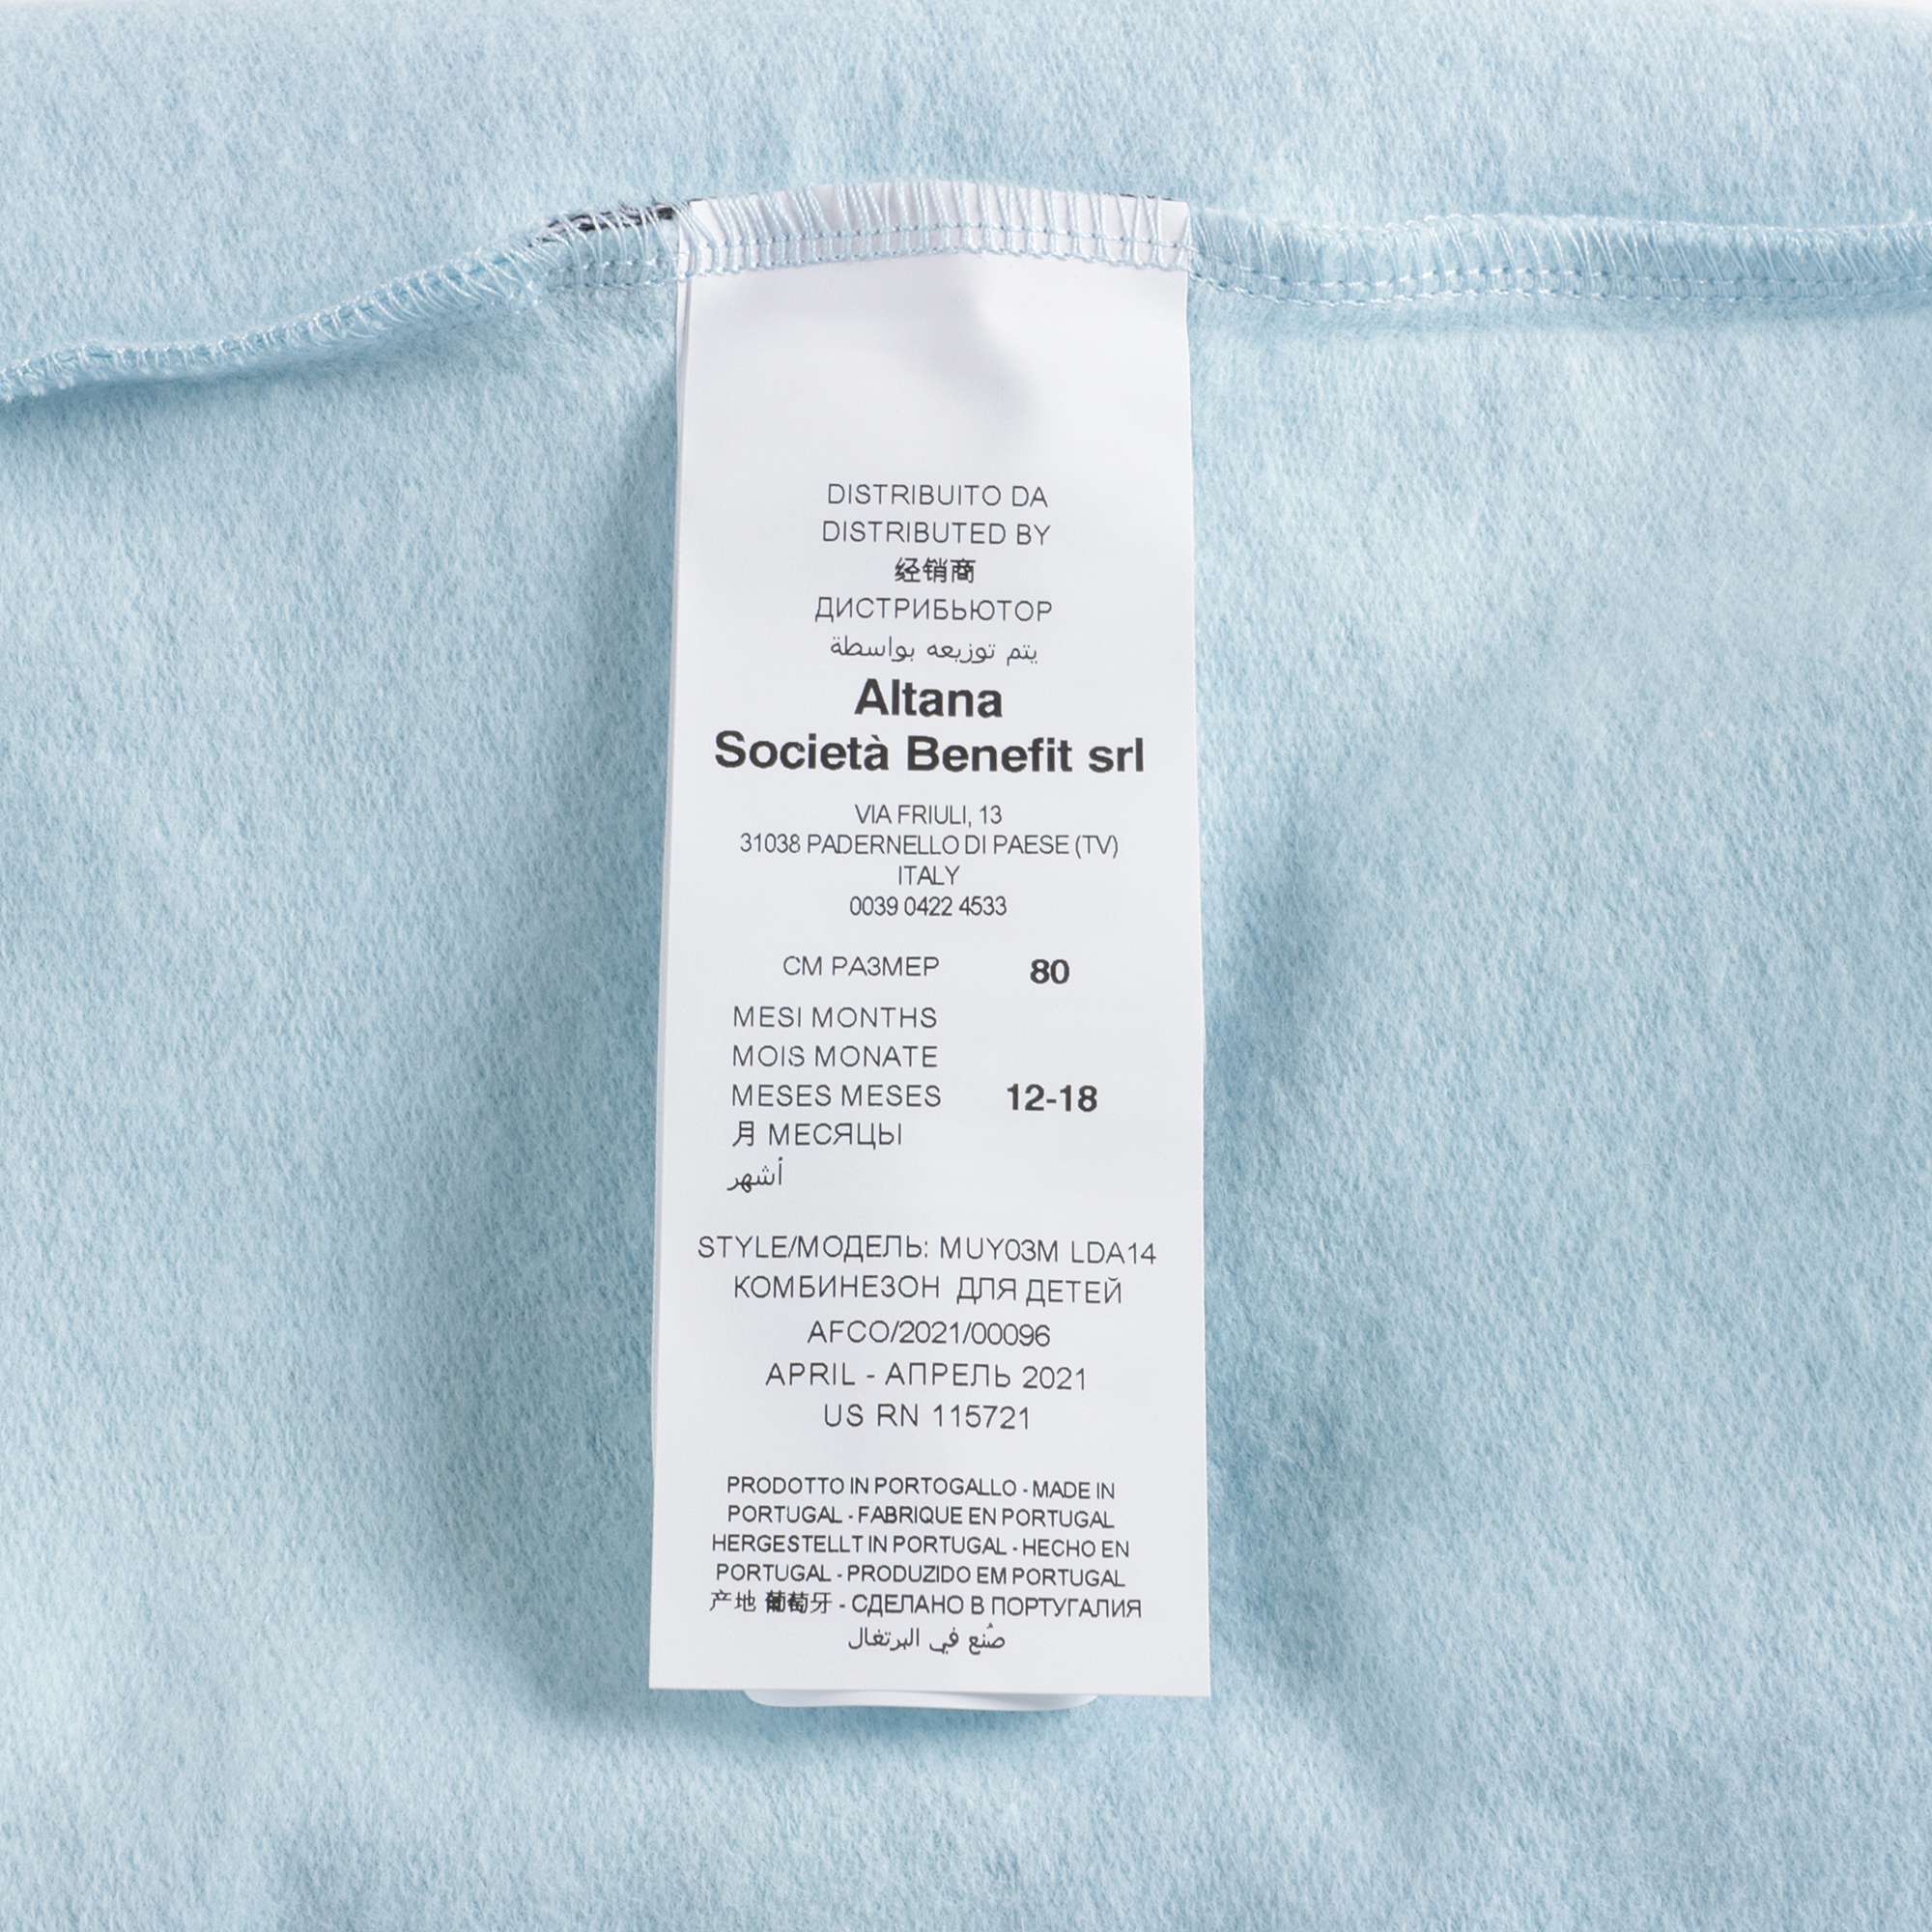 DISTRIBUITO DA
DISTRIBUTED BY
经销商
ДИСТРИБЬЮТОР
يتم توزيعه بواسطة
Altana
Società Benefit srl
VIA FRIULI, 13
31038 PADERNELLO DI PAESE (TV)
ITALY
0039 0422 4533
СМ РАЗМЕР 80
MESI MONTHS
MOIS MONATE
MESES MESES 12-18
月 МЕСЯЦЫ
أشهر
STYLE/МОДЕЛЬ: MUY03M LDA14
КОМБИНЕЗОН ДЛЯ ДЕТЕЙ
AFCO/2021/00096
APRIL - АПРЕЛЬ 2021
US RN 115721
PRODOTTO IN PORTOGALLO - MADE IN
PORTUGAL - FABRIQUE EN PORTUGAL
HERGESTELLT IN PORTUGAL - HECHO EN
PORTUGAL - PRODUZIDO EM PORTUGAL
产地 葡萄牙 - СДЕЛАНО В ПОРТУГАЛИЯ
صُنع في البرتغال